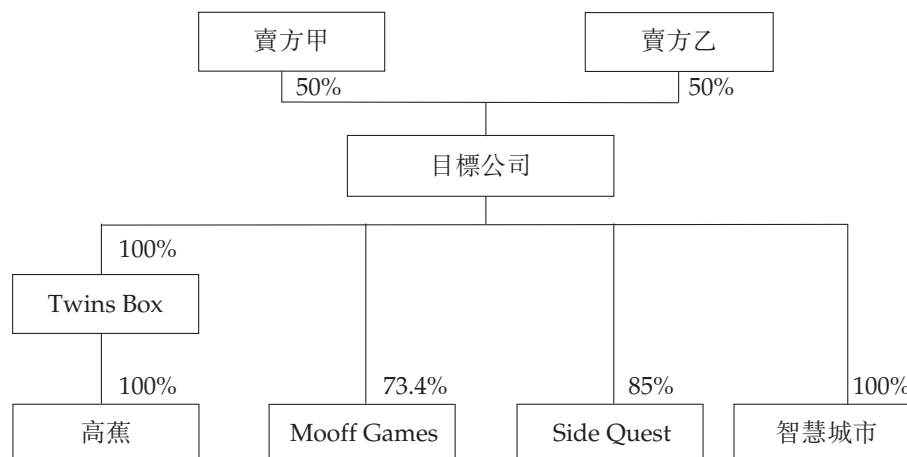 賣方甲
賣方乙
50%
50%
目標公司
100%
Twins Box
100%
73.4%
85%
100%
高蕉
Mooff Games
Side Quest
智慧城市